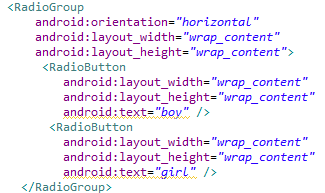 <RadioGroup
android:orientation="horizontal"
android:layout_width="wrap_content"
android:layout_height="wrap_content">
<RadioButton
android:layout_width="wrap_content"
android:layout_height="wrap_content"
android:text="boy" />
<RadioButton
android:layout_width="wrap_content"
android:layout_height="wrap_content"
android:text="girl" />
</RadioGroup>